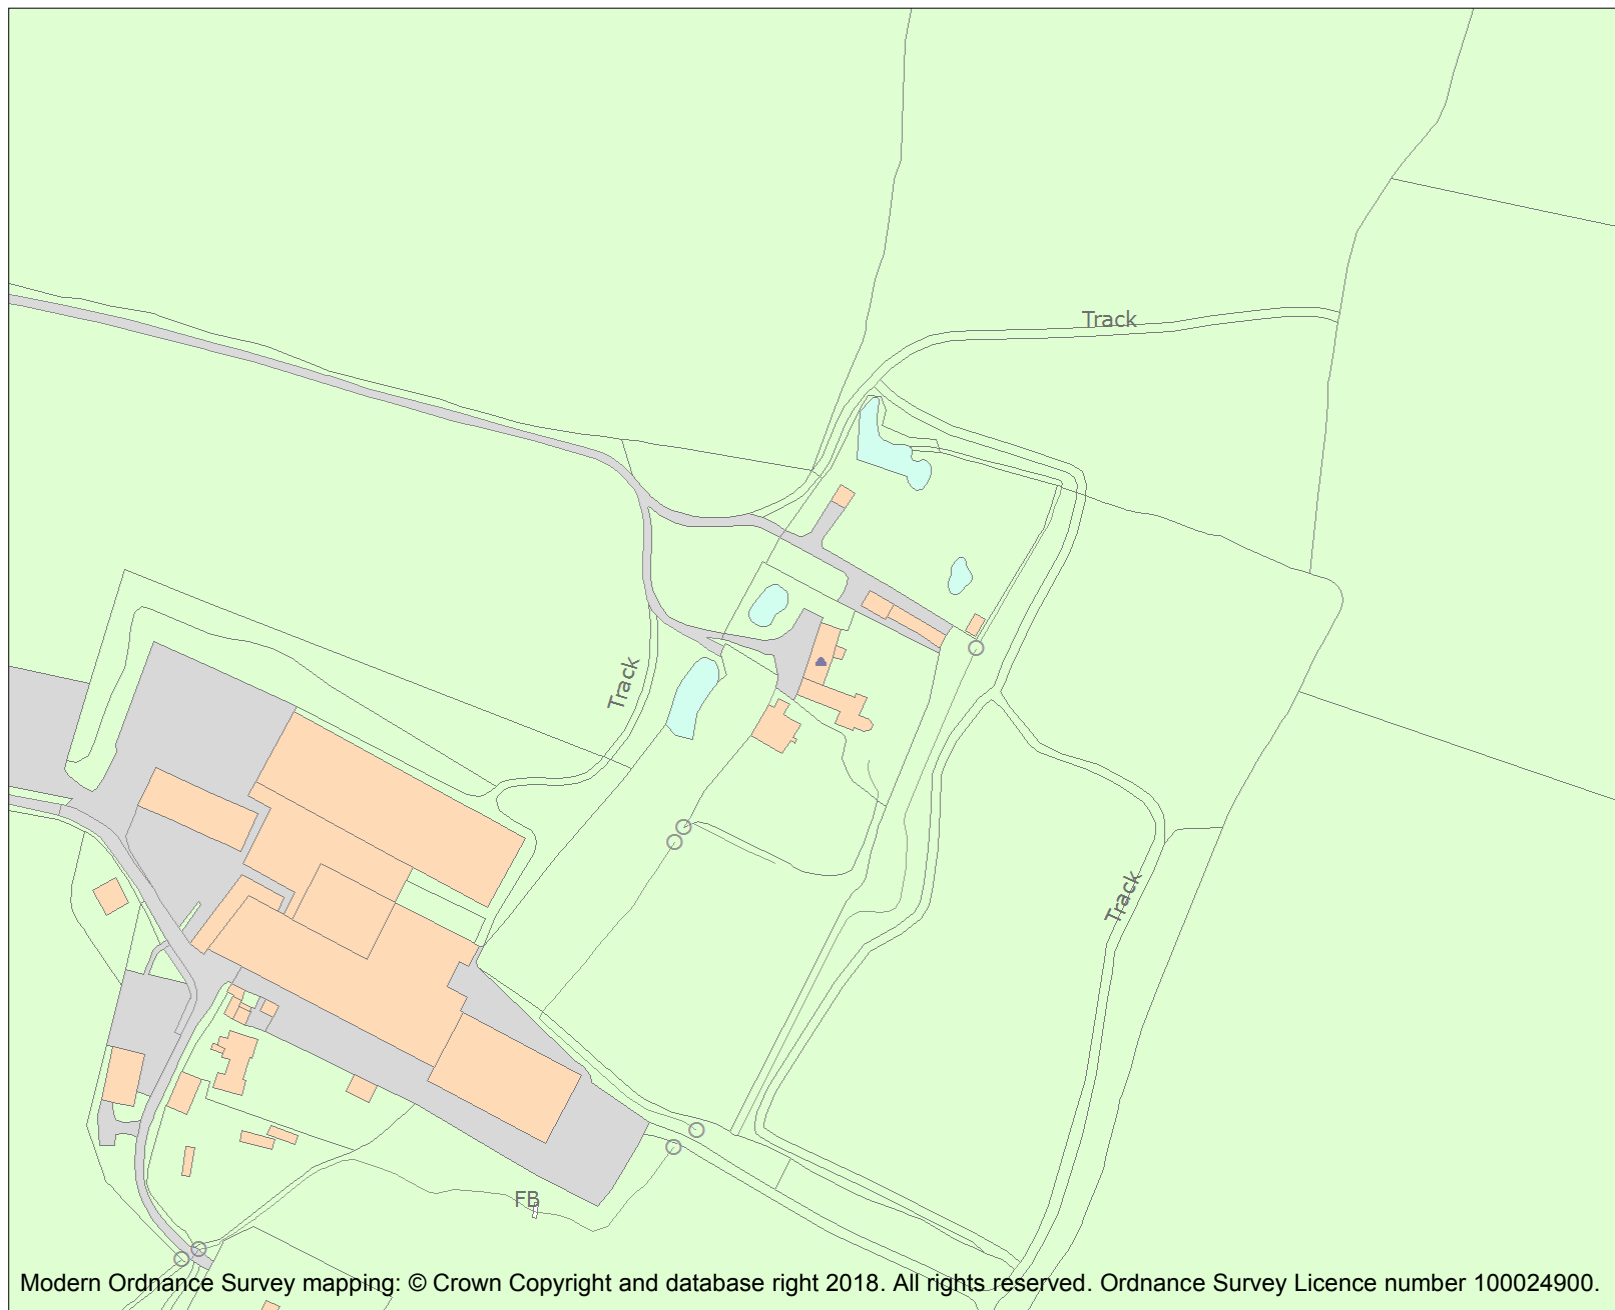 Track
Track
Track
FB
Modern Ordnance Survey mapping: © Crown Copyright and database right 2018. All rights reserved. Ordnance Survey Licence number 100024900.